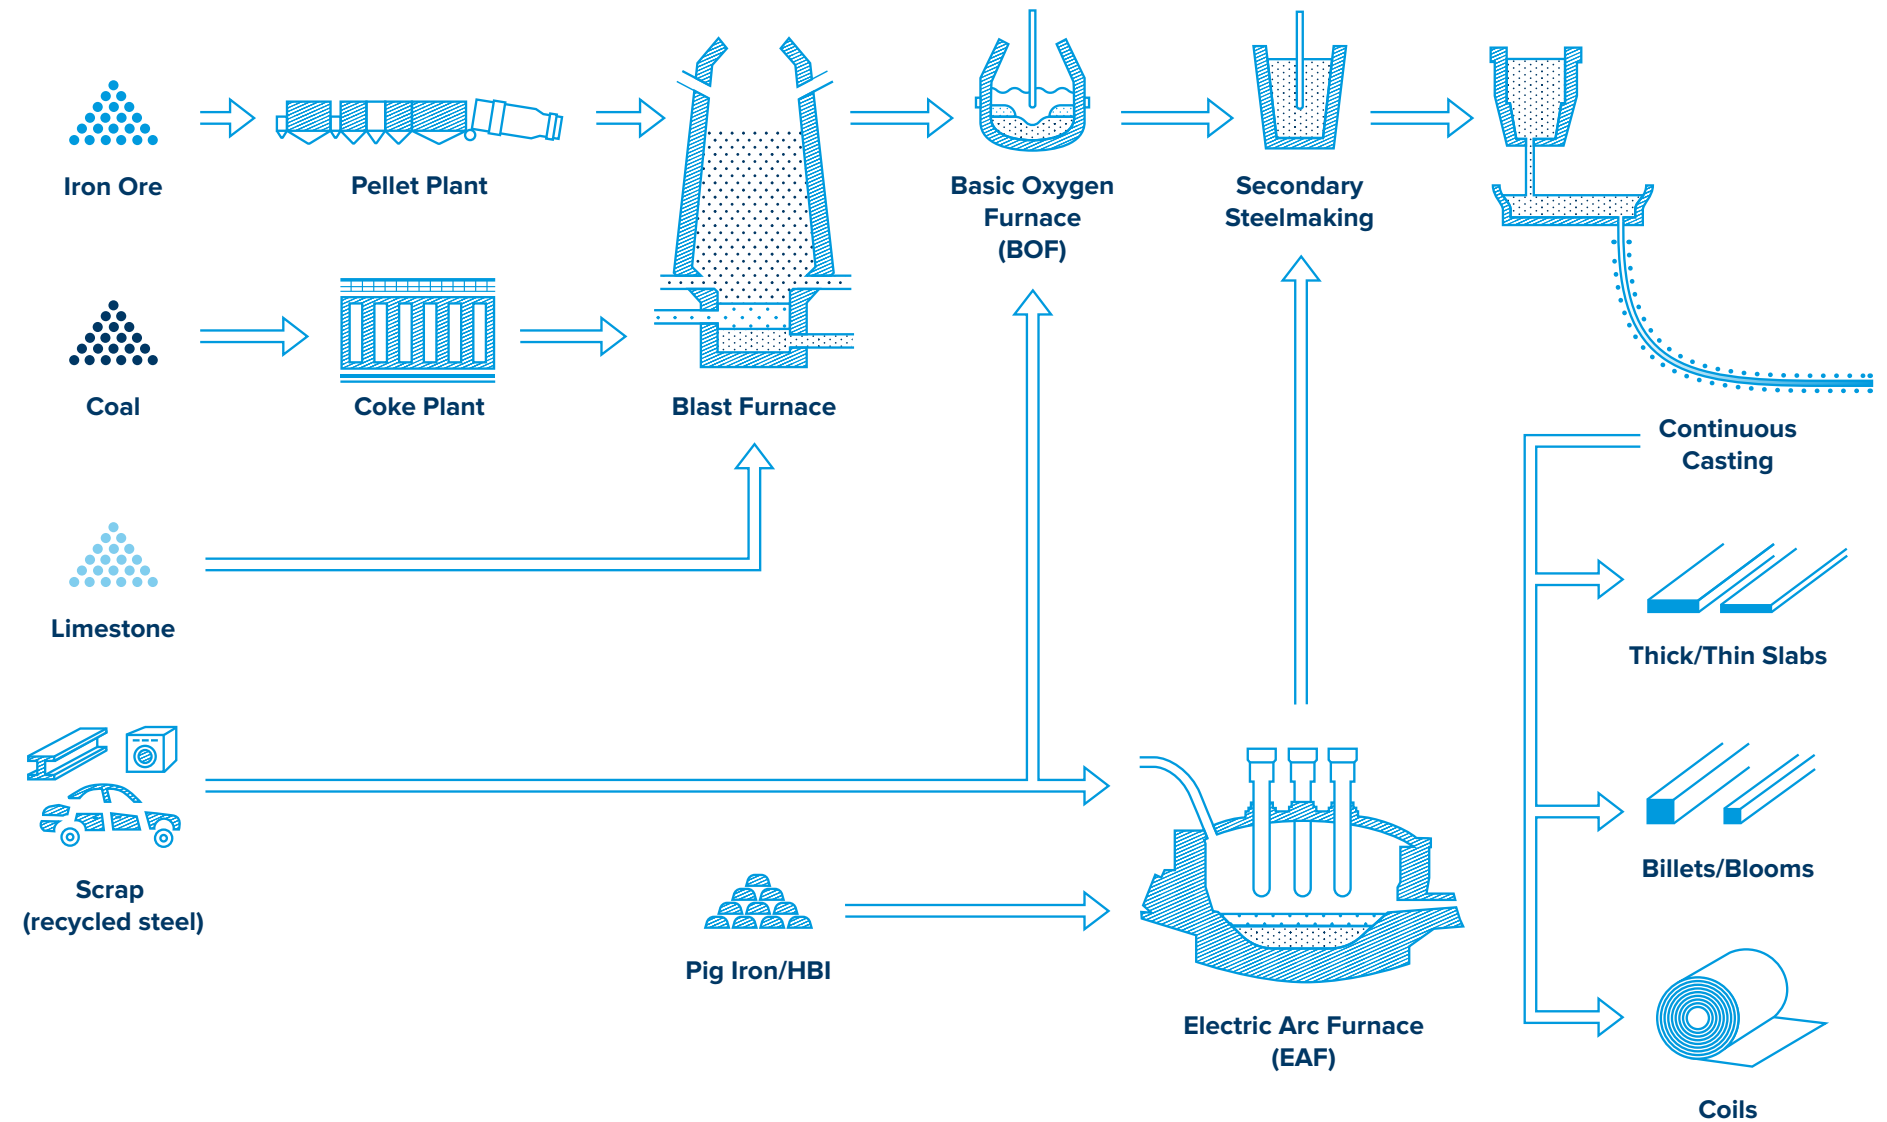 Iron Ore
Pellet Plant
Basic Oxygen
Furnace
(BOF)
Secondary
Steelmaking
Coal
Coke Plant
Blast Furnace
Continuous
Casting
Limestone
Thick/Thin Slabs
Scrap
(recycled steel)
Billets/Blooms
Pig Iron/HBI
Electric Arc Furnace
(EAF)
Coils